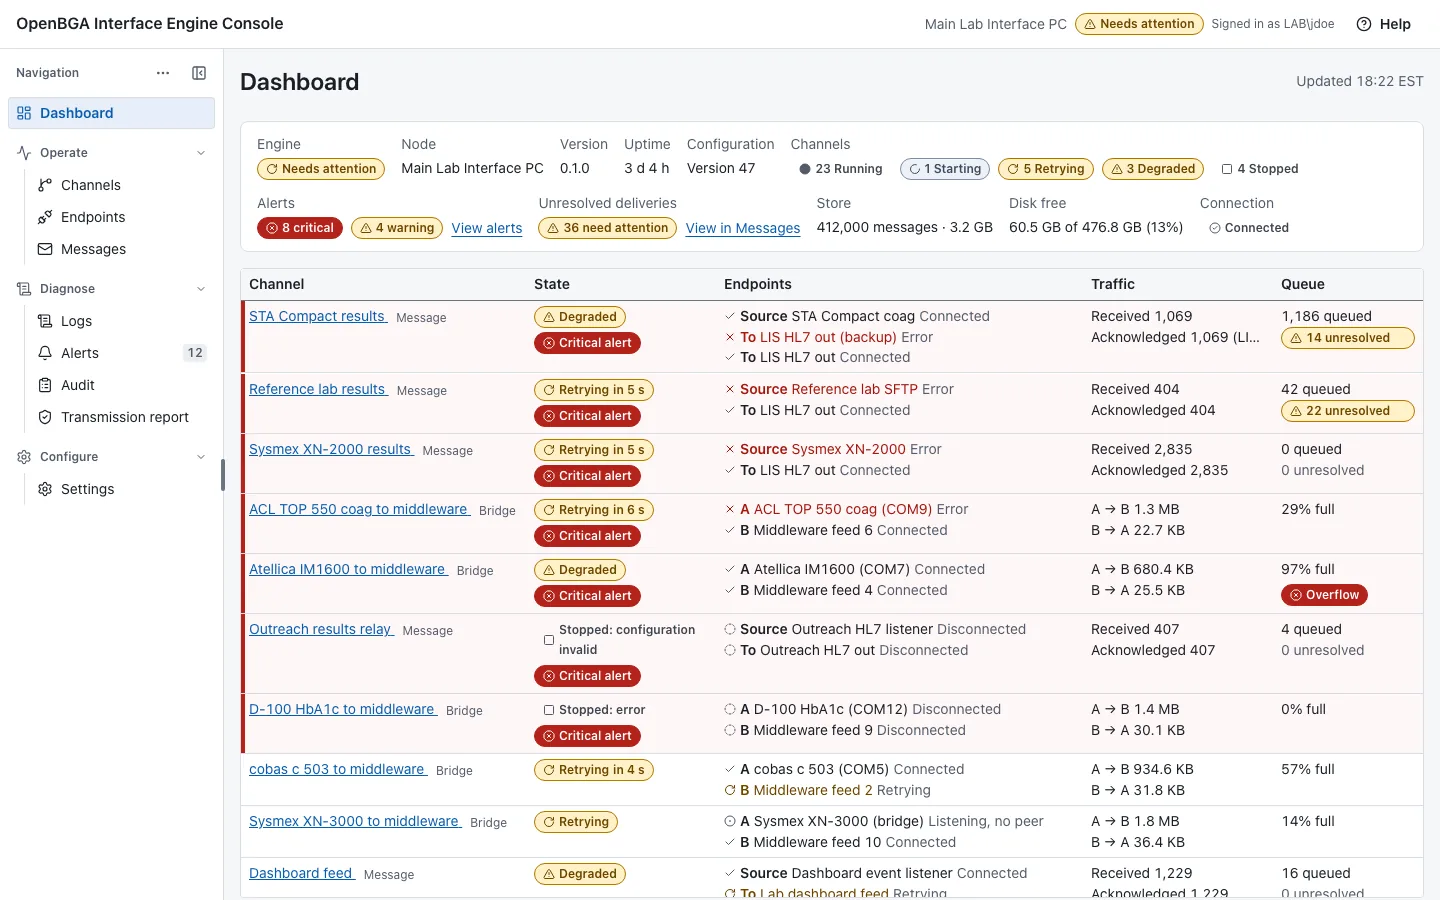 OpenBGA Interface Engine Console
Main Lab Interface PC
Needs attention
Signed in as LAB\jdoe
Help
Navigation
Dashboard
Operate
Channels
Endpoints
Messages
Diagnose
Logs
Alerts 12
Audit
Transmission report
Configure
Settings
Dashboard
Updated 18:22 EST
Engine
Needs attention
Node
Main Lab Interface PC
Version
0.1.0
Uptime
3 d 4 h
Configuration
Version 47
Channels
23 Running
1 Starting
5 Retrying
3 Degraded
4 Stopped
Alerts
8 critical
4 warning
View alerts
Unresolved deliveries
36 need attention
View in Messages
Store
412,000 messages · 3.2 GB
Disk free
60.5 GB of 476.8 GB (13%)
Connection
Connected
Channel State Endpoints Traffic Queue
STA Compact results Message
Degraded
Critical alert
Source STA Compact coag Connected
To LIS HL7 out (backup) Error
To LIS HL7 out Connected
Received 1,069
Acknowledged 1,069 (LI...
1,186 queued
14 unresolved
Reference lab results Message
Retrying in 5 s
Critical alert
Source Reference lab SFTP Error
To LIS HL7 out Connected
Received 404
Acknowledged 404
42 queued
22 unresolved
Sysmex XN-2000 results Message
Retrying in 5 s
Critical alert
Source Sysmex XN-2000 Error
To LIS HL7 out Connected
Received 2,835
Acknowledged 2,835
0 queued
0 unresolved
ACL TOP 550 coag to middleware Bridge
Retrying in 6 s
Critical alert
A ACL TOP 550 coag (COM9) Error
B Middleware feed 6 Connected
A → B 1.3 MB
B → A 22.7 KB
29% full
Atellica IM1600 to middleware Bridge
Degraded
Critical alert
A Atellica IM1600 (COM7) Connected
B Middleware feed 4 Connected
A → B 680.4 KB
B → A 25.5 KB
97% full
Overflow
Outreach results relay Message
Stopped: configuration
invalid
Critical alert
Source Outreach HL7 listener Disconnected
To Outreach HL7 out Disconnected
Received 407
Acknowledged 407
4 queued
0 unresolved
D-100 HbA1c to middleware Bridge
Stopped: error
Critical alert
A D-100 HbA1c (COM12) Disconnected
B Middleware feed 9 Disconnected
A → B 1.4 MB
B → A 30.1 KB
0% full
cobas c 503 to middleware Bridge
Retrying in 4 s
A cobas c 503 (COM5) Connected
B Middleware feed 2 Retrying
A → B 934.6 KB
B → A 31.8 KB
57% full
Sysmex XN-3000 to middleware Bridge
Retrying
A Sysmex XN-3000 (bridge) Listening, no peer
B Middleware feed 10 Connected
A → B 1.8 MB
B → A 36.4 KB
14% full
Dashboard feed Message
Degraded
Source Dashboard event listener Connected
To Lab dashboard feed Retrying
Received 1,229
Acknowledged 1,229
16 queued
0 unresolved